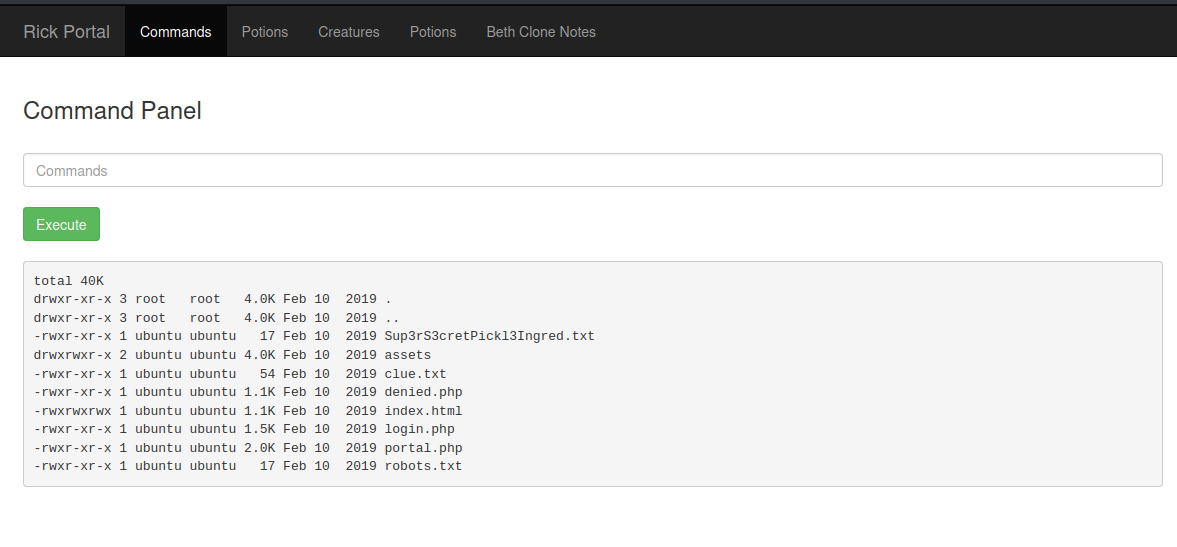 Rick Portal Commands Potions Creatures Potions Beth Clone Notes
Command Panel
Commands
Execute
total 40K
drwxr-xr-x 3 root   root   4.0K Feb 10  2019 .
drwxr-xr-x 3 root   root   4.0K Feb 10  2019 ..
-rwxr-xr-x 1 ubuntu ubuntu   17 Feb 10  2019 Sup3rS3cretPickl3Ingred.txt
drwxrwxr-x 2 ubuntu ubuntu 4.0K Feb 10  2019 assets
-rwxr-xr-x 1 ubuntu ubuntu   54 Feb 10  2019 clue.txt
-rwxr-xr-x 1 ubuntu ubuntu 1.1K Feb 10  2019 denied.php
-rwxrwxrwx 1 ubuntu ubuntu 1.1K Feb 10  2019 index.html
-rwxr-xr-x 1 ubuntu ubuntu 1.5K Feb 10  2019 login.php
-rwxr-xr-x 1 ubuntu ubuntu 2.0K Feb 10  2019 portal.php
-rwxr-xr-x 1 ubuntu ubuntu   17 Feb 10  2019 robots.txt